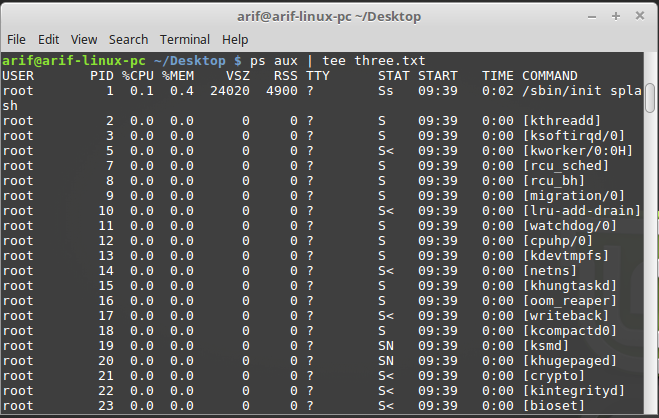 arif@arif-linux-pc ~/Desktop
File Edit View Search Terminal Help
arif@arif-linux-pc ~/Desktop $ ps aux | tee three.txt
USER       PID %CPU %MEM    VSZ   RSS TTY      STAT START   TIME COMMAND
root         1  0.1  0.4  24020  4900 ?        Ss   09:39   0:02 /sbin/init spla
sh
root         2  0.0  0.0      0     0 ?        S    09:39   0:00 [kthreadd]
root         3  0.0  0.0      0     0 ?        S    09:39   0:00 [ksoftirqd/0]
root         5  0.0  0.0      0     0 ?        S<   09:39   0:00 [kworker/0:0H]
root         7  0.0  0.0      0     0 ?        S    09:39   0:00 [rcu_sched]
root         8  0.0  0.0      0     0 ?        S    09:39   0:00 [rcu_bh]
root         9  0.0  0.0      0     0 ?        S    09:39   0:00 [migration/0]
root        10  0.0  0.0      0     0 ?        S<   09:39   0:00 [lru-add-drain]
root        11  0.0  0.0      0     0 ?        S    09:39   0:00 [watchdog/0]
root        12  0.0  0.0      0     0 ?        S    09:39   0:00 [cpuhp/0]
root        13  0.0  0.0      0     0 ?        S    09:39   0:00 [kdevtmpfs]
root        14  0.0  0.0      0     0 ?        S<   09:39   0:00 [netns]
root        15  0.0  0.0      0     0 ?        S    09:39   0:00 [khungtaskd]
root        16  0.0  0.0      0     0 ?        S    09:39   0:00 [oom_reaper]
root        17  0.0  0.0      0     0 ?        S<   09:39   0:00 [writeback]
root        18  0.0  0.0      0     0 ?        S    09:39   0:00 [kcompactd0]
root        19  0.0  0.0      0     0 ?        SN   09:39   0:00 [ksmd]
root        20  0.0  0.0      0     0 ?        SN   09:39   0:00 [khugepaged]
root        21  0.0  0.0      0     0 ?        S<   09:39   0:00 [crypto]
root        22  0.0  0.0      0     0 ?        S<   09:39   0:00 [kintegrityd]
root        23  0.0  0.0      0     0 ?        S<   09:39   0:00 [bioset]